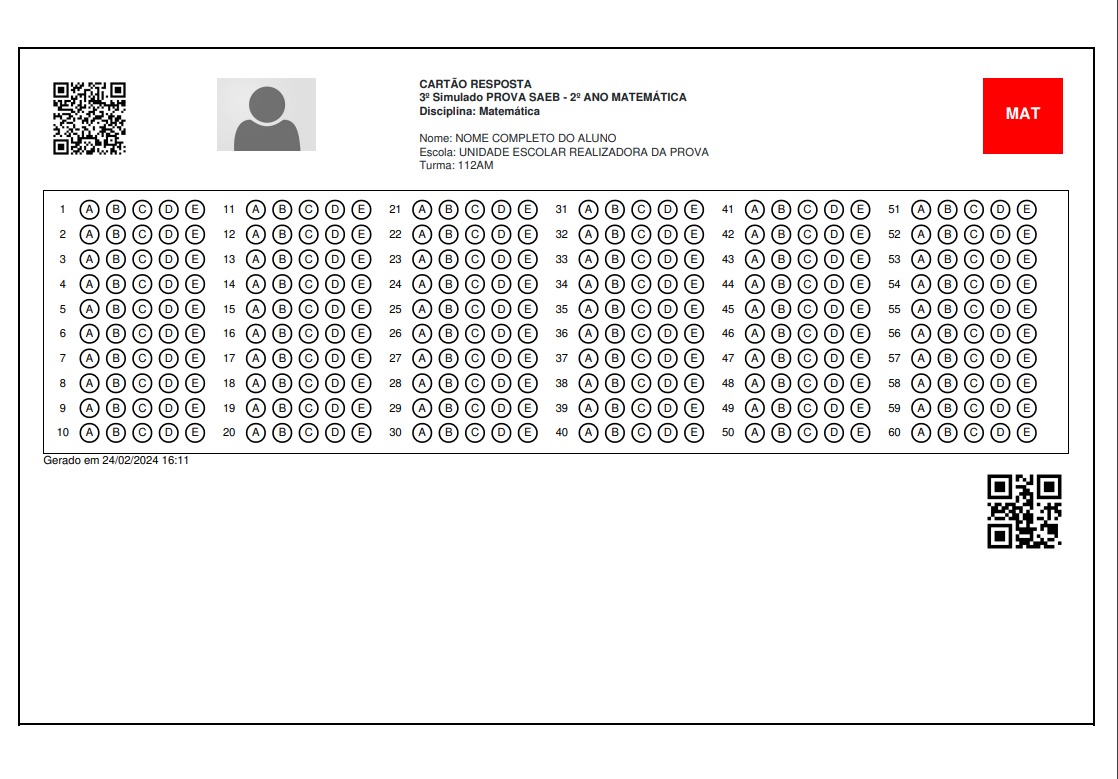 CARTÃO RESPOSTA
3º Simulado PROVA SAEB - 2º ANO MATEMÁTICA
Disciplina: Matemática
MAT
Nome: NOME COMPLETO DO ALUNO
Escola: UNIDADE ESCOLAR REALIZADORA DA PROVA
Turma: 112AM
1 A B C D E 11 A B C D E 21 A B C D E 31 A B C D E 41 A B C D E 51 A B C D E
2 A B C D E 12 A B C D E 22 A B C D E 32 A B C D E 42 A B C D E 52 A B C D E
3 A B C D E 13 A B C D E 23 A B C D E 33 A B C D E 43 A B C D E 53 A B C D E
4 A B C D E 14 A B C D E 24 A B C D E 34 A B C D E 44 A B C D E 54 A B C D E
5 A B C D E 15 A B C D E 25 A B C D E 35 A B C D E 45 A B C D E 55 A B C D E
6 A B C D E 16 A B C D E 26 A B C D E 36 A B C D E 46 A B C D E 56 A B C D E
7 A B C D E 17 A B C D E 27 A B C D E 37 A B C D E 47 A B C D E 57 A B C D E
8 A B C D E 18 A B C D E 28 A B C D E 38 A B C D E 48 A B C D E 58 A B C D E
9 A B C D E 19 A B C D E 29 A B C D E 39 A B C D E 49 A B C D E 59 A B C D E
10 A B C D E 20 A B C D E 30 A B C D E 40 A B C D E 50 A B C D E 60 A B C D E
Gerado em 24/02/2024 16:11